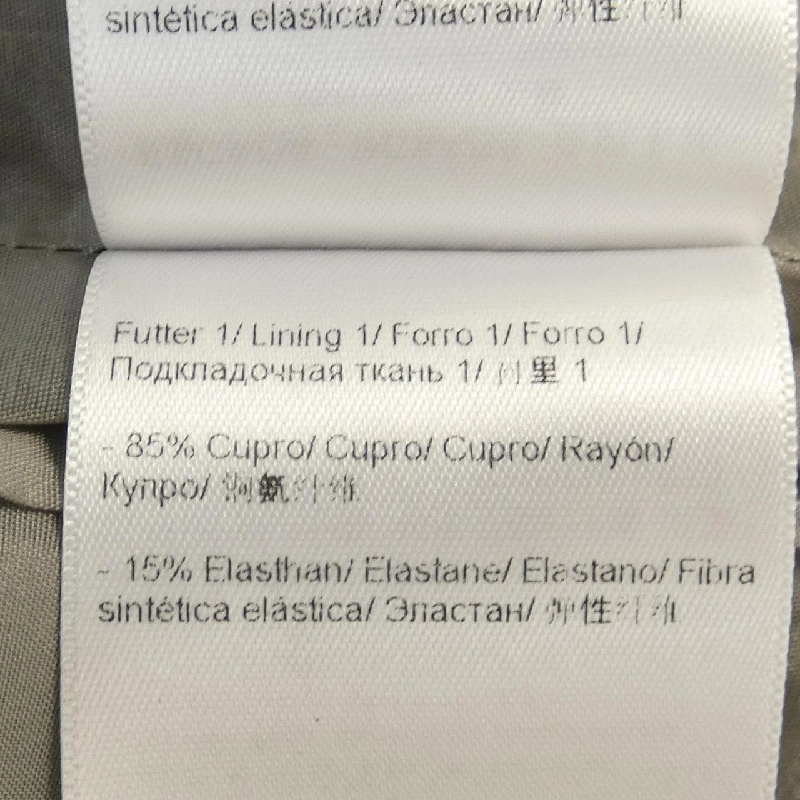 sintética elástica/ Эластан/ 弹性纤维
Futter 1/ Lining 1/ Forro 1/ Forro 1/
Подкладочная ткань 1/ 衬里 1
- 85% Cupro/ Cupro/ Cupro/ Rayón/
Купро/ 铜氨纤维
- 15% Elasthan/ Elastane/ Elastano/ Fibra
sintética elástica/ Эластан/ 弹性纤维